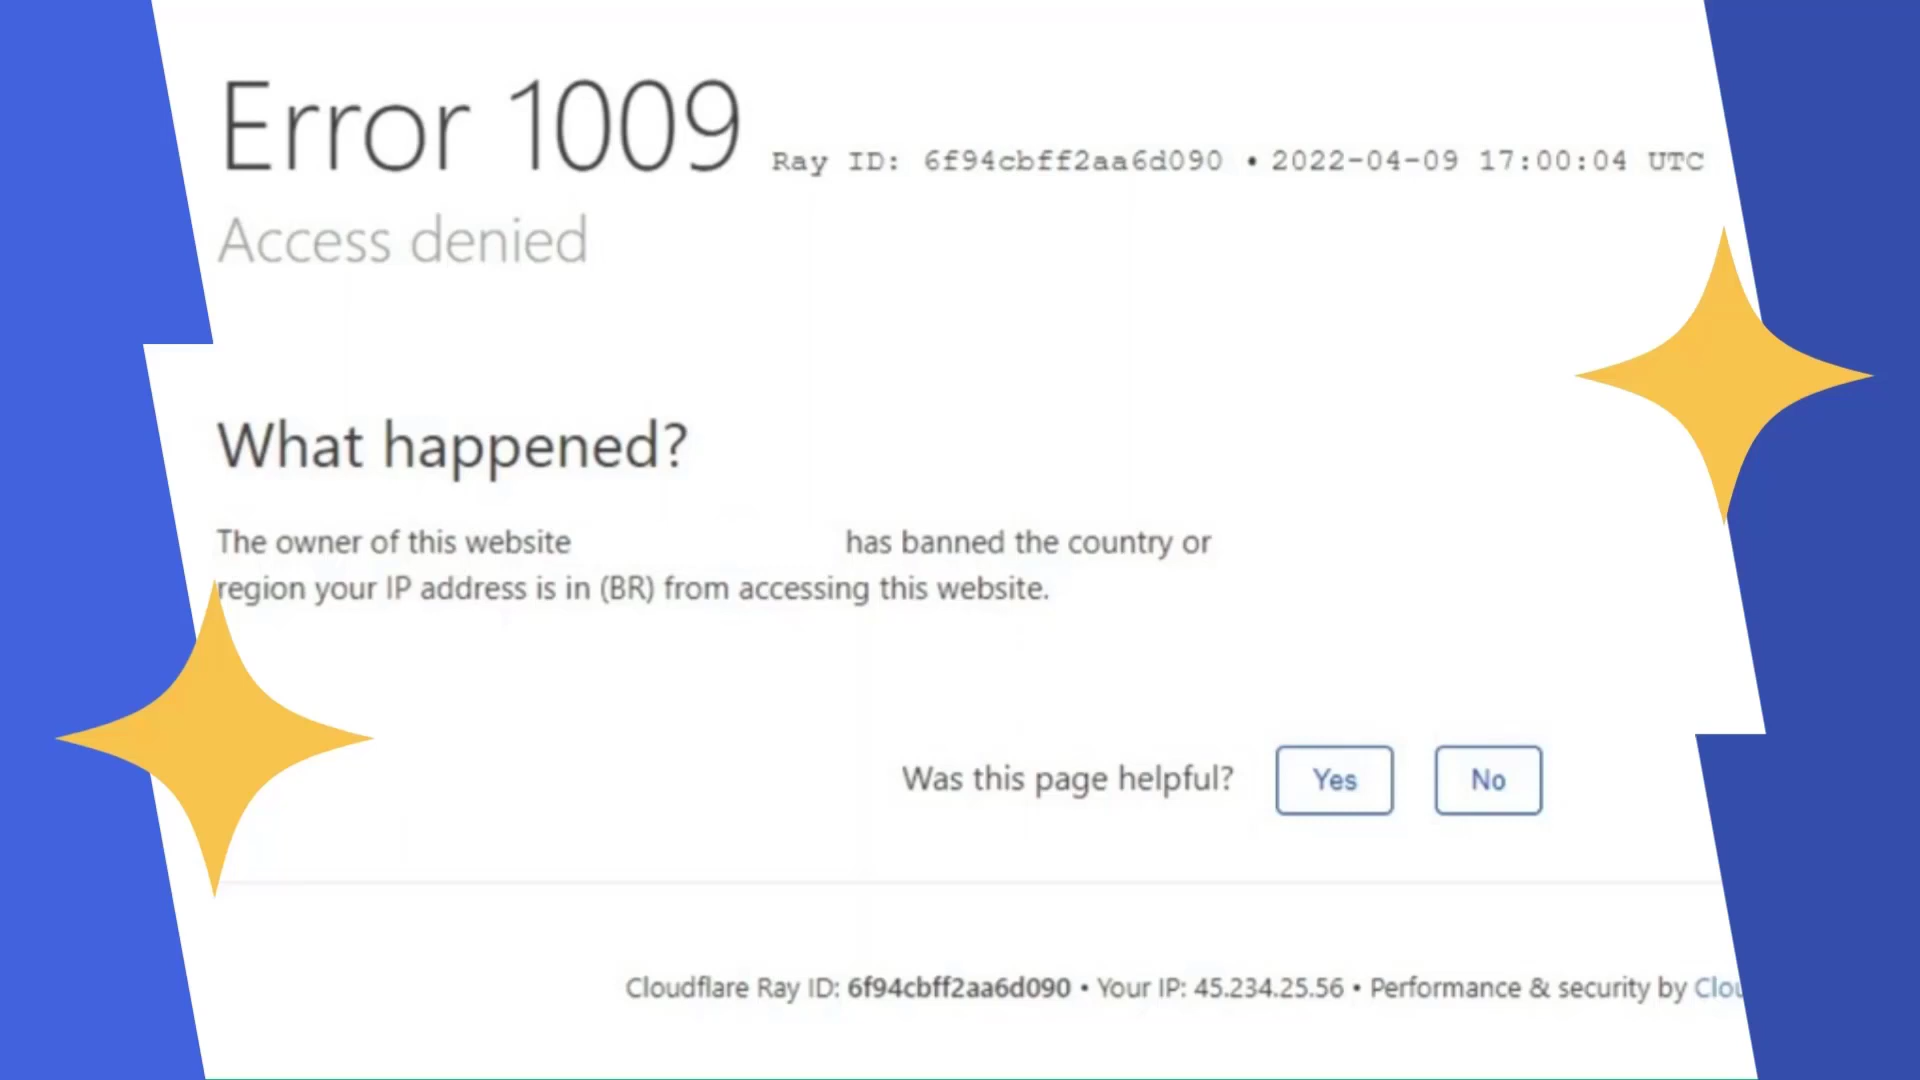 Error 1009 Ray ID: 6f94cbff2aa6d090 • 2022-04-09 17:00:04 UTC
Access denied
What happened?
The owner of this website has banned the country or
region your IP address is in (BR) from accessing this website.
Was this page helpful? Yes No
Cloudflare Ray ID: 6f94cbff2aa6d090 • Your IP: 45.234.25.56 • Performance & security by